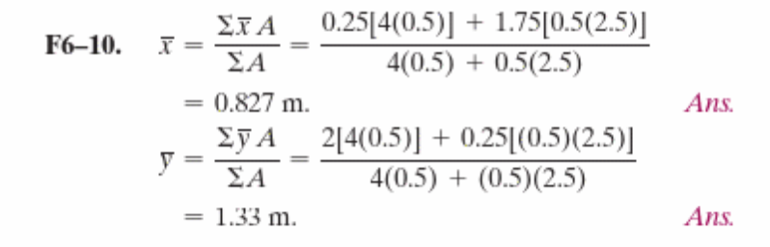 F6–10. x̅ = Σx̅ A / ΣA = 0.25[4(0.5)] + 1.75[0.5(2.5)] / 4(0.5) + 0.5(2.5)
= 0.827 m. Ans.
y̅ = Σy̅ A / ΣA = 2[4(0.5)] + 0.25[(0.5)(2.5)] / 4(0.5) + (0.5)(2.5)
= 1.33 m. Ans.